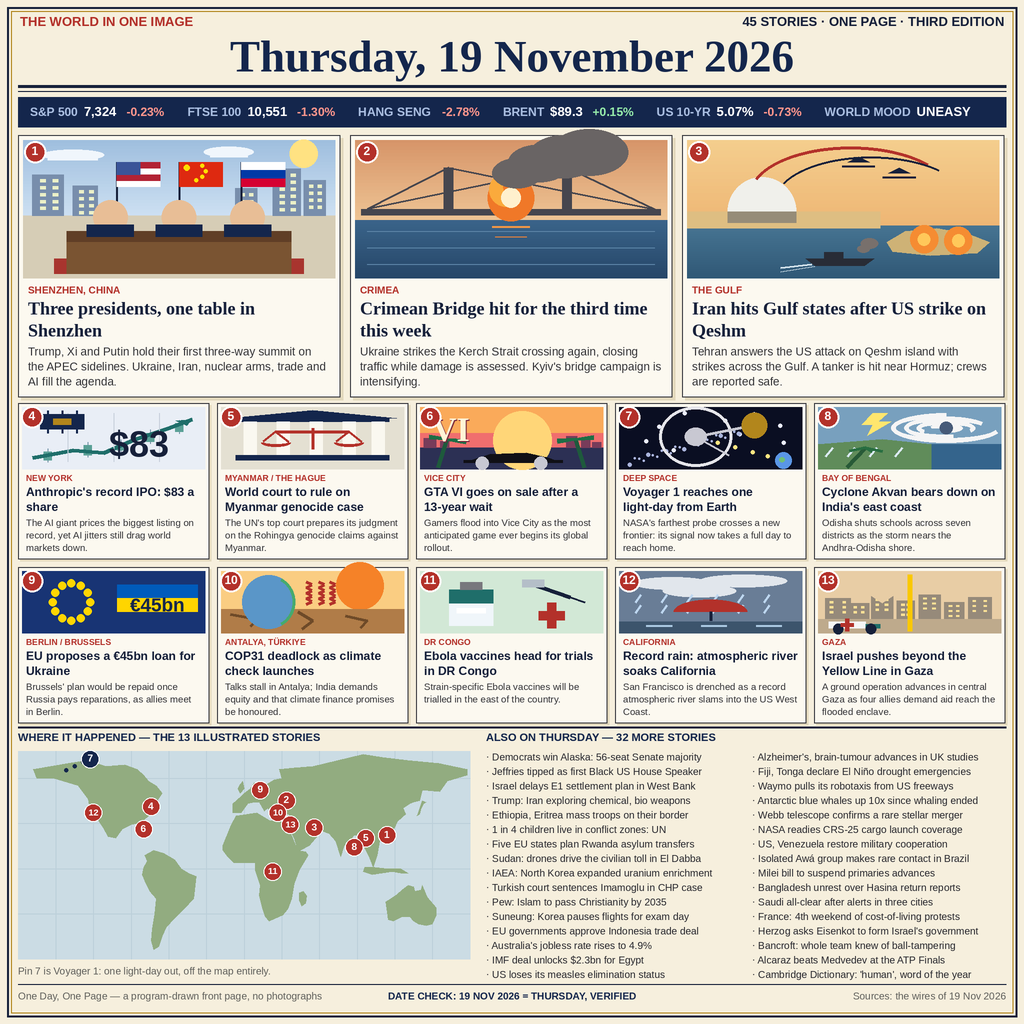 THE WORLD IN ONE IMAGE
45 STORIES · ONE PAGE · THIRD EDITION
Thursday, 19 November 2026
S&P 500 7,324 -0.23% FTSE 100 10,551 -1.30% HANG SENG -2.78% BRENT $89.3 +0.15% US 10-YR 5.07% -0.73% WORLD MOOD UNEASY
1
SHENZHEN, CHINA
Three presidents, one table in
Shenzhen
Trump, Xi and Putin hold their first three-way summit on
the APEC sidelines. Ukraine, Iran, nuclear arms, trade and
AI fill the agenda.
2
CRIMEA
Crimean Bridge hit for the third time
this week
Ukraine strikes the Kerch Strait crossing again, closing
traffic while damage is assessed. Kyiv's bridge campaign is
intensifying.
3
THE GULF
Iran hits Gulf states after US strike on
Qeshm
Tehran answers the US attack on Qeshm island with
strikes across the Gulf. A tanker is hit near Hormuz; crews
are reported safe.
4
$83
NEW YORK
Anthropic's record IPO: $83 a
share
The AI giant prices the biggest listing on
record, yet AI jitters still drag world
markets down.
5
MYANMAR / THE HAGUE
World court to rule on
Myanmar genocide case
The UN's top court prepares its judgment
on the Rohingya genocide claims against
Myanmar.
6
VI
VICE CITY
GTA VI goes on sale after a
13-year wait
Gamers flood into Vice City as the most
anticipated game ever begins its global
rollout.
7
DEEP SPACE
Voyager 1 reaches one
light-day from Earth
NASA's farthest probe crosses a new
frontier: its signal now takes a full day to
reach home.
8
BAY OF BENGAL
Cyclone Akvan bears down on
India's east coast
Odisha shuts schools across seven
districts as the storm nears the
Andhra-Odisha shore.
9
€45bn
BERLIN / BRUSSELS
EU proposes a €45bn loan for
Ukraine
Brussels' plan would be repaid once
Russia pays reparations, as allies meet
in Berlin.
10
ANTALYA, TÜRKIYE
COP31 deadlock as climate
check launches
Talks stall in Antalya; India demands
equity and that climate finance promises
be honoured.
11
DR CONGO
Ebola vaccines head for trials
in DR Congo
Strain-specific Ebola vaccines will be
trialled in the east of the country.
12
CALIFORNIA
Record rain: atmospheric river
soaks California
San Francisco is drenched as a record
atmospheric river slams into the US West
Coast.
13
GAZA
Israel pushes beyond the
Yellow Line in Gaza
A ground operation advances in central
Gaza as four allies demand aid reach the
flooded enclave.
WHERE IT HAPPENED — THE 13 ILLUSTRATED STORIES
7
9
2
4
12
10
6
13
3
5
1
8
11
Pin 7 is Voyager 1: one light-day out, off the map entirely.
ALSO ON THURSDAY — 32 MORE STORIES
· Democrats win Alaska: 56-seat Senate majority
· Jeffries tipped as first Black US House Speaker
· Israel delays E1 settlement plan in West Bank
· Trump: Iran exploring chemical, bio weapons
· Ethiopia, Eritrea mass troops on their border
· 1 in 4 children live in conflict zones: UN
· Five EU states plan Rwanda asylum transfers
· Sudan: drones drive the civilian toll in El Dabba
· IAEA: North Korea expanded uranium enrichment
· Turkish court sentences Imamoglu in CHP case
· Pew: Islam to pass Christianity by 2035
· Suneung: Korea pauses flights for exam day
· EU governments approve Indonesia trade deal
· Australia's jobless rate rises to 4.9%
· IMF deal unlocks $2.3bn for Egypt
· US loses its measles elimination status
· Alzheimer's, brain-tumour advances in UK studies
· Fiji, Tonga declare El Niño drought emergencies
· Waymo pulls its robotaxis from US freeways
· Antarctic blue whales up 10x since whaling ended
· Webb telescope confirms a rare stellar merger
· NASA readies CRS-25 cargo launch coverage
· US, Venezuela restore military cooperation
· Isolated Awá group makes rare contact in Brazil
· Milei bill to suspend primaries advances
· Bangladesh unrest over Hasina return reports
· Saudi all-clear after alerts in three cities
· France: 4th weekend of cost-of-living protests
· Herzog asks Eisenkot to form Israel's government
· Bancroft: whole team knew of ball-tampering
· Alcaraz beats Medvedev at the ATP Finals
· Cambridge Dictionary: 'human', word of the year
One Day, One Page — a program-drawn front page, no photographs
DATE CHECK: 19 NOV 2026 = THURSDAY, VERIFIED
Sources: the wires of 19 Nov 2026